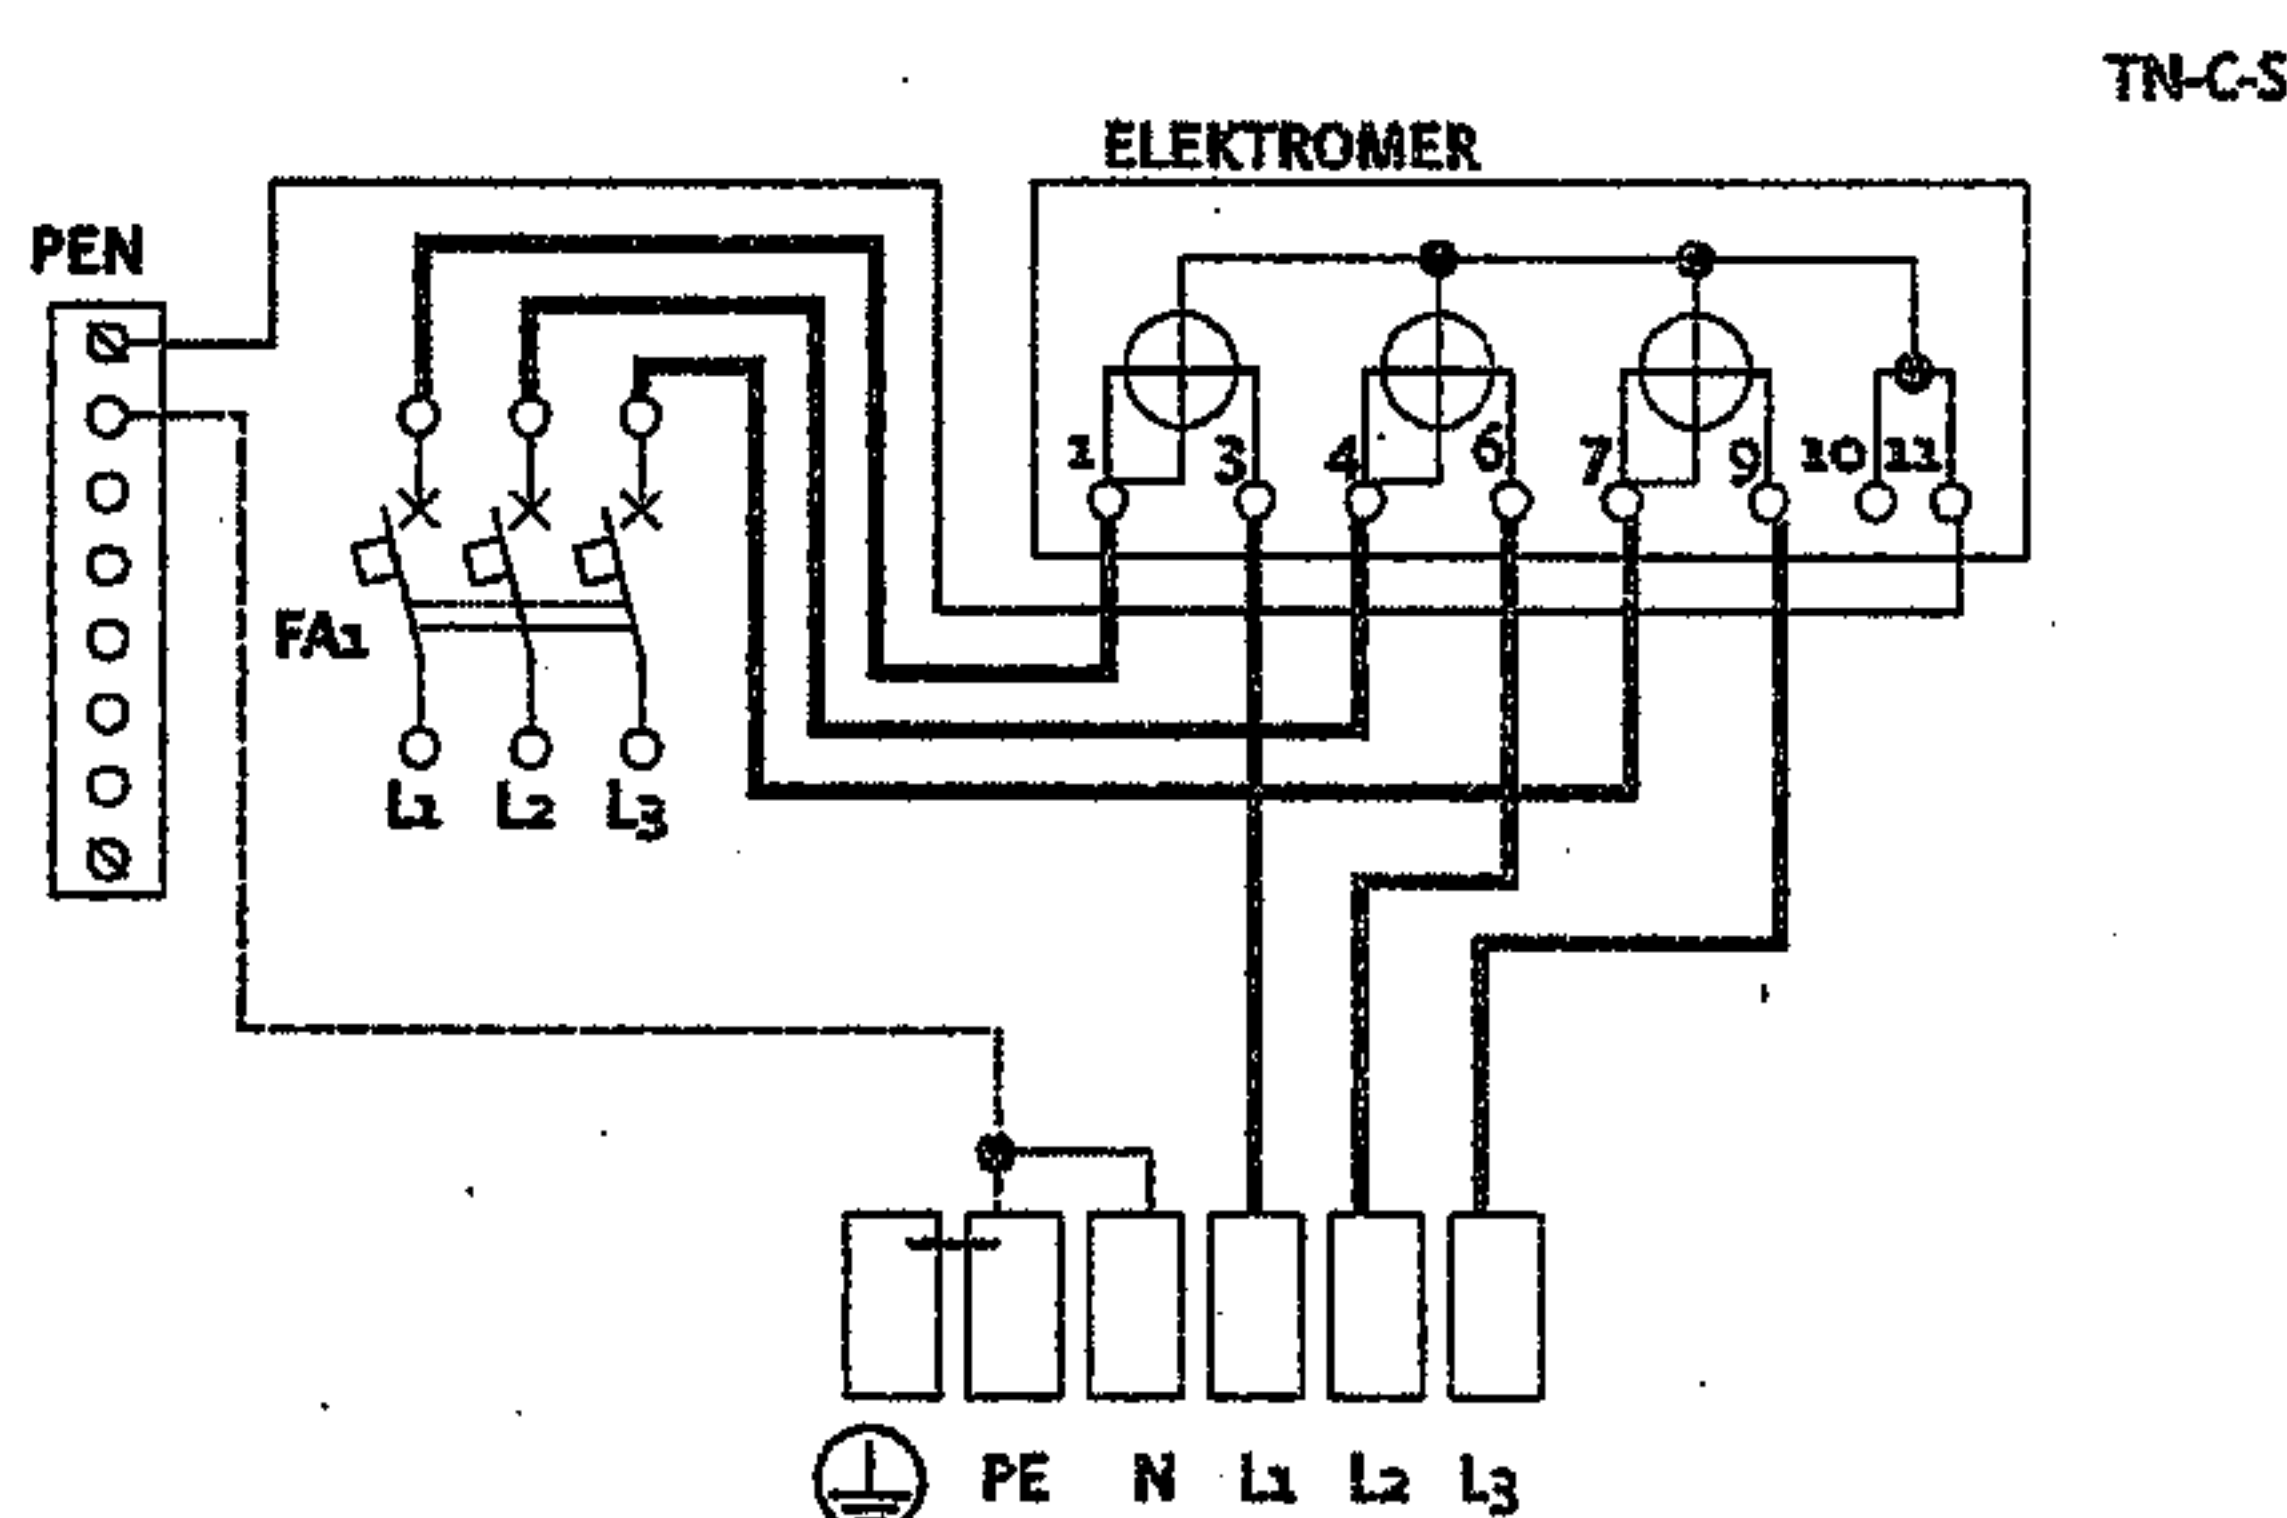 TN-C-S
ELEKTROMER
PEN
1 3 4 6 7 9 10 11
FA1
L1 L2 L3
PE N L1 L2 L3